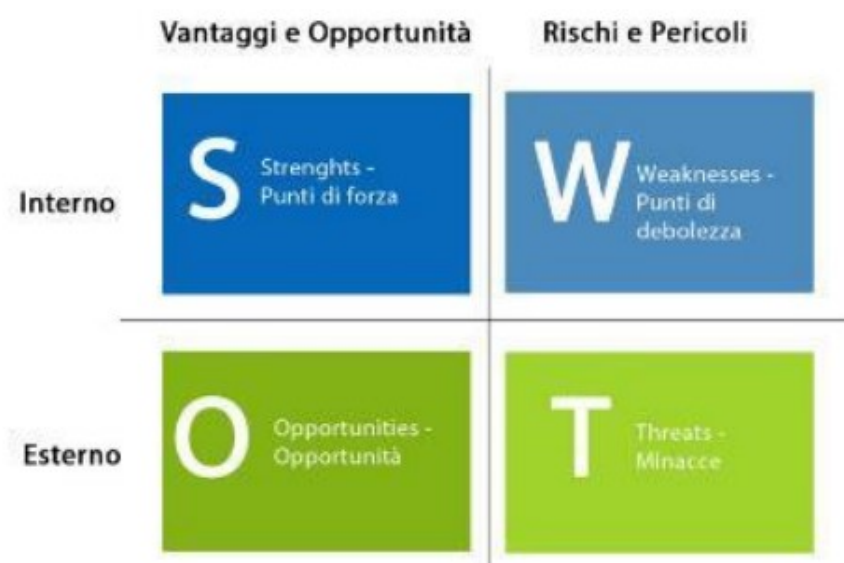 Vantaggi e Opportunità
Rischi e Pericoli
Interno
S
Strenghts -
Punti di forza
W
Weaknesses -
Punti di
debolezza
Esterno
O
Opportunities -
Opportunità
T
Threats -
Minacce